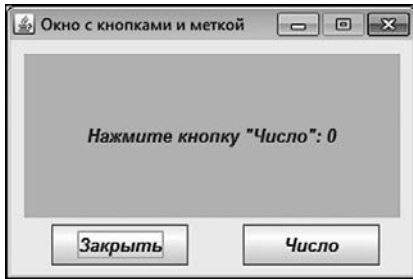 Окно с кнопками и меткой
Нажмите кнопку "Число": 0
Закрыть
Число